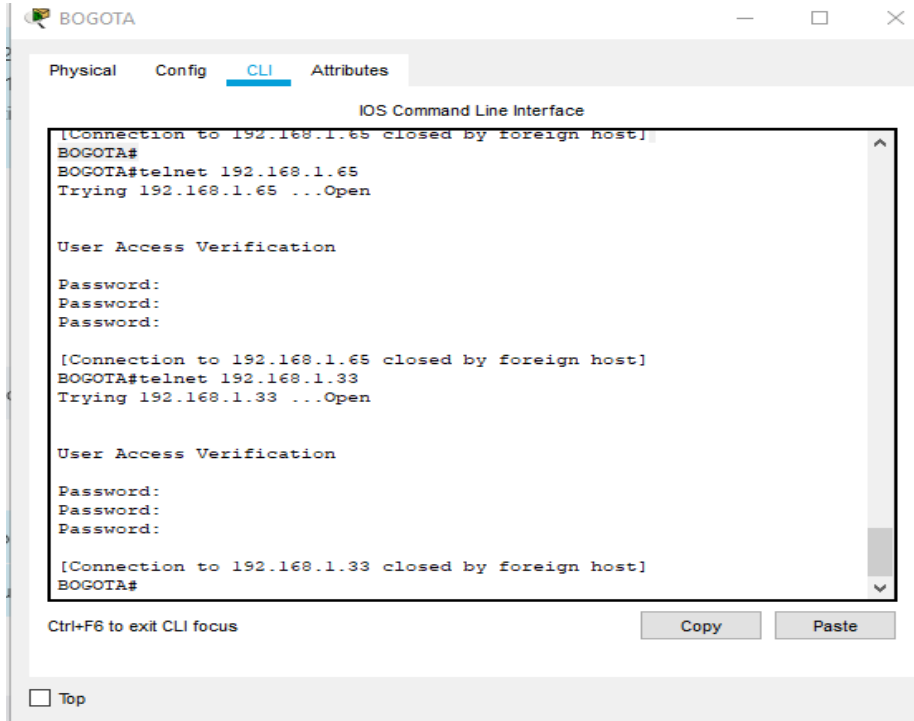 BOGOTA
Physical Config CLI Attributes
IOS Command Line Interface
[Connection to 192.168.1.65 closed by foreign host]
BOGOTA#
BOGOTA#telnet 192.168.1.65
Trying 192.168.1.65 ...Open
User Access Verification
Password:
Password:
Password:
[Connection to 192.168.1.65 closed by foreign host]
BOGOTA#telnet 192.168.1.33
Trying 192.168.1.33 ...Open
User Access Verification
Password:
Password:
Password:
[Connection to 192.168.1.33 closed by foreign host]
BOGOTA#
Ctrl+F6 to exit CLI focus
Copy Paste
Top